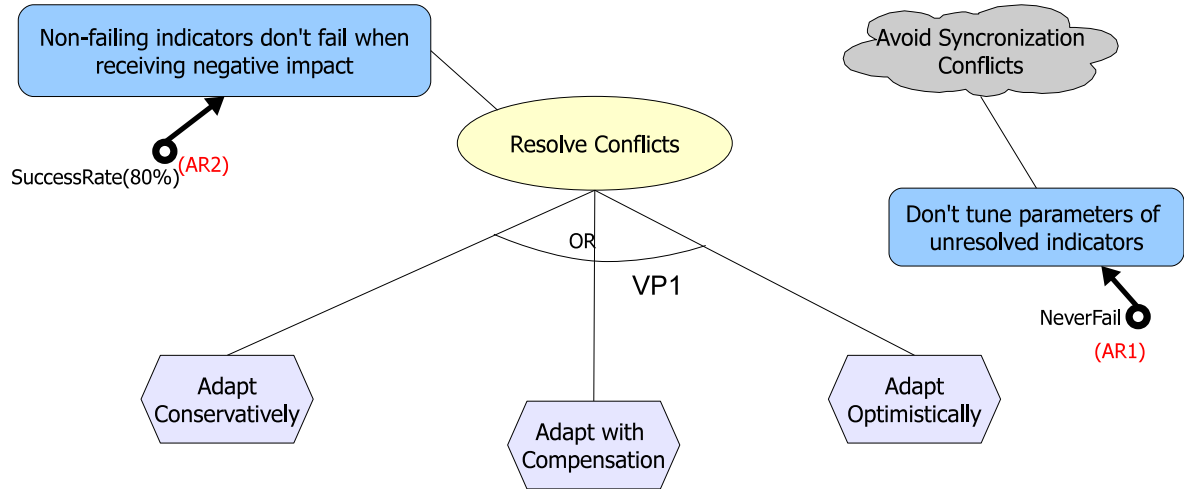 Non-failing indicators don't fail when
receiving negative impact
Avoid Syncronization
Conflicts
Resolve Conflicts
SuccessRate(80%)
(AR2)
Don't tune parameters of
unresolved indicators
OR
VP1
NeverFail
(AR1)
Adapt
Conservatively
Adapt with
Compensation
Adapt
Optimistically